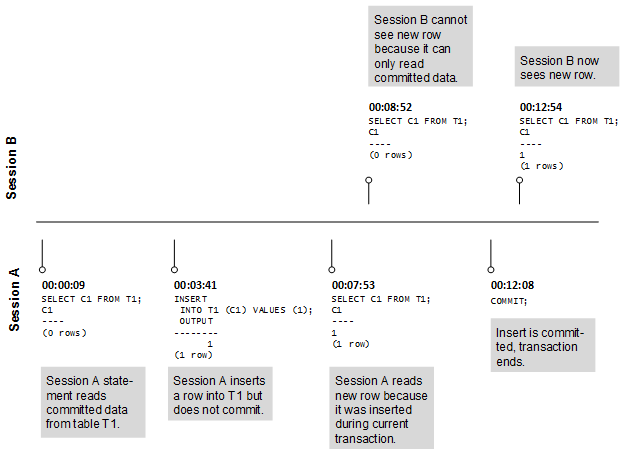 Session B
Session B cannot
see new row
because it can
only read
committed data.
00:08:52
SELECT C1 FROM T1;
C1
----
(0 rows)
Session B now
sees new row.
00:12:54
SELECT C1 FROM T1;
C1
----
1
(1 rows)
Session A
00:00:09
SELECT C1 FROM T1;
C1
----
(0 rows)
Session A state-
ment reads
committed data
from table T1.
00:03:41
INSERT
INTO T1 (C1) VALUES (1);
OUTPUT
--------
1
(1 row)
Session A inserts
a row into T1 but
does not commit.
00:07:53
SELECT C1 FROM T1;
C1
----
1
(1 row)
Session A reads
new row because
it was inserted
during current
transaction.
00:12:08
COMMIT;
Insert is commit-
ted, transaction
ends.